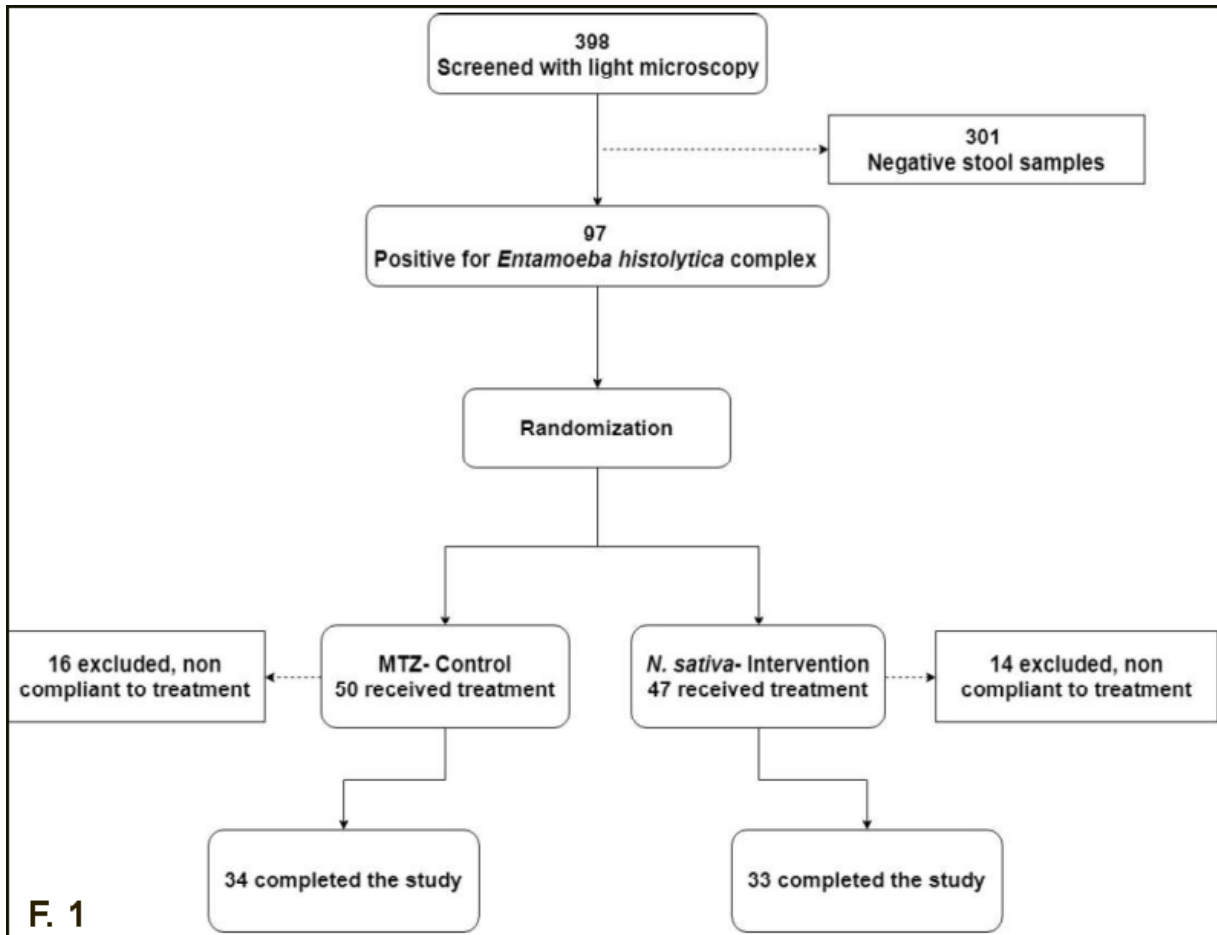 398
Screened with light microscopy
301
Negative stool samples
97
Positive for Entamoeba histolytica complex
Randomization
16 excluded, non
compliant to treatment
MTZ- Control
50 received treatment
N. sativa- Intervention
47 received treatment
14 excluded, non
compliant to treatment
34 completed the study
33 completed the study
F. 1